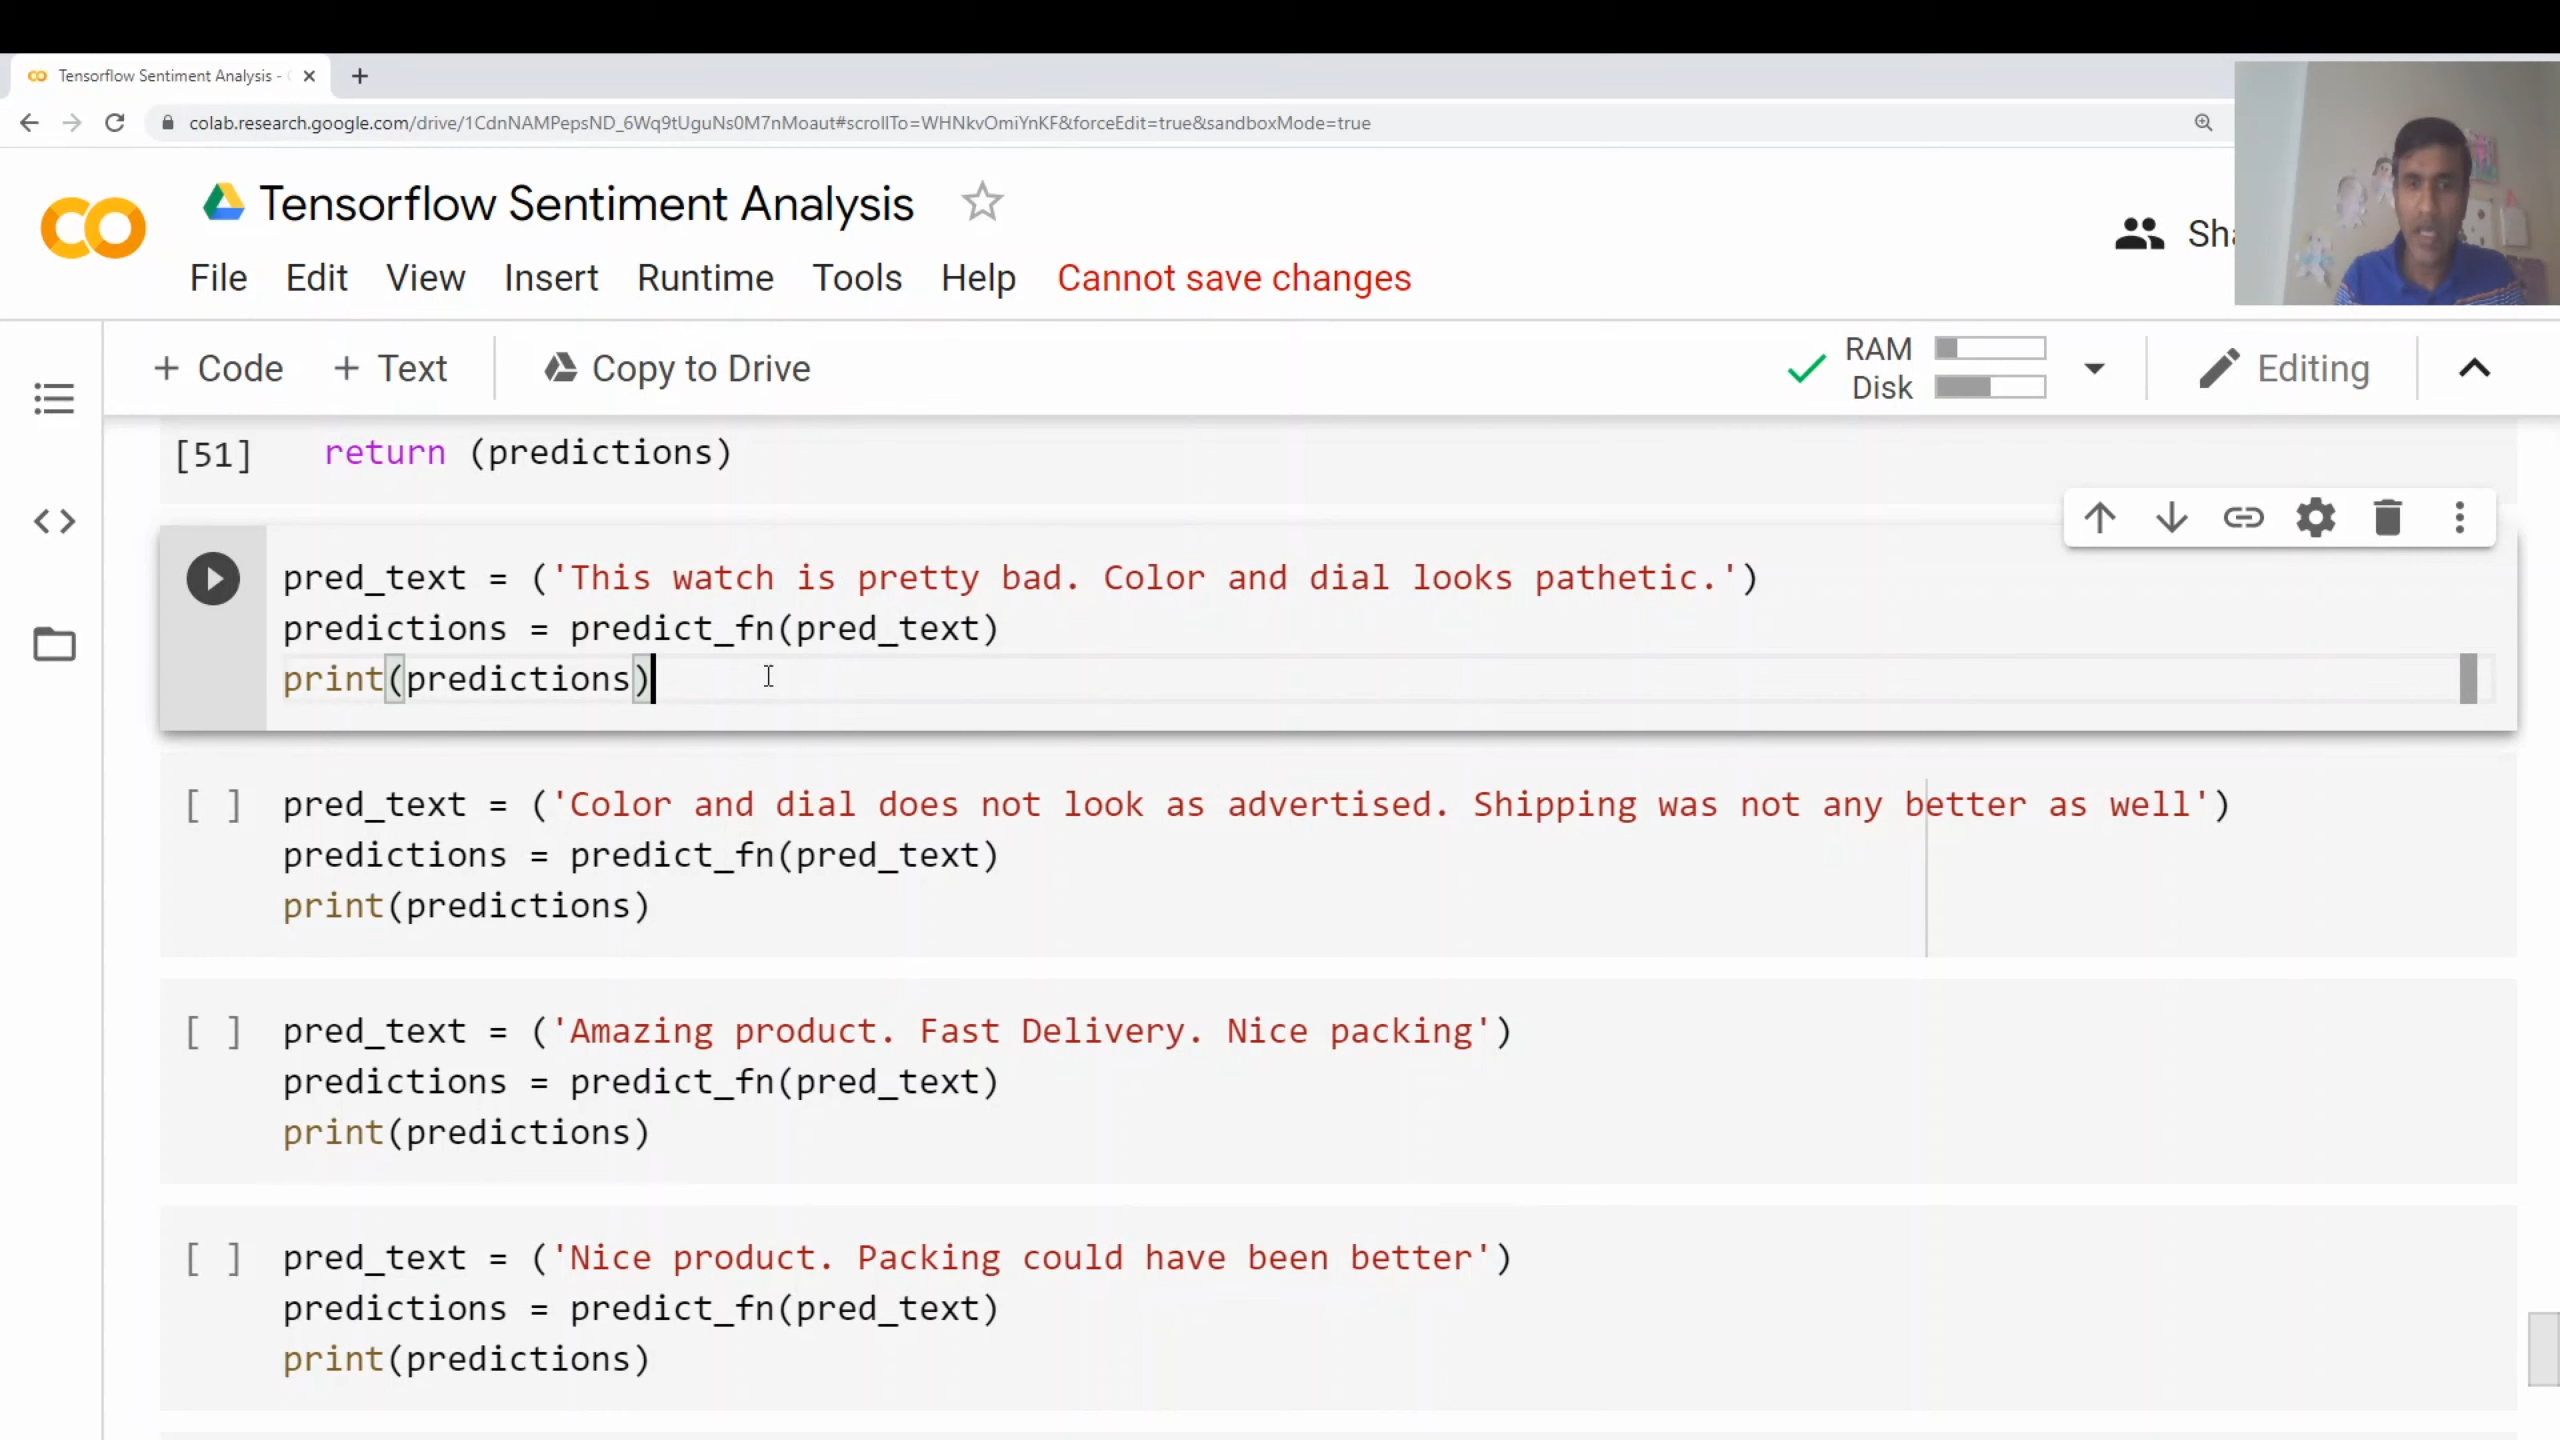 Tensorflow Sentiment Analysis -
colab.research.google.com/drive/1CdnNAMPepsND_6Wq9tUguNs0M7nMoaut#scrollTo=WHNkvOmiYnKF&forceEdit=true&sandboxMode=true
Tensorflow Sentiment Analysis
File Edit View Insert Runtime Tools Help Cannot save changes
+ Code + Text Copy to Drive
RAM
Disk
Editing
[51] return (predictions)
pred_text = ('This watch is pretty bad. Color and dial looks pathetic.')
predictions = predict_fn(pred_text)
print(predictions)
[ ] pred_text = ('Color and dial does not look as advertised. Shipping was not any better as well')
predictions = predict_fn(pred_text)
print(predictions)
[ ] pred_text = ('Amazing product. Fast Delivery. Nice packing')
predictions = predict_fn(pred_text)
print(predictions)
[ ] pred_text = ('Nice product. Packing could have been better')
predictions = predict_fn(pred_text)
print(predictions)